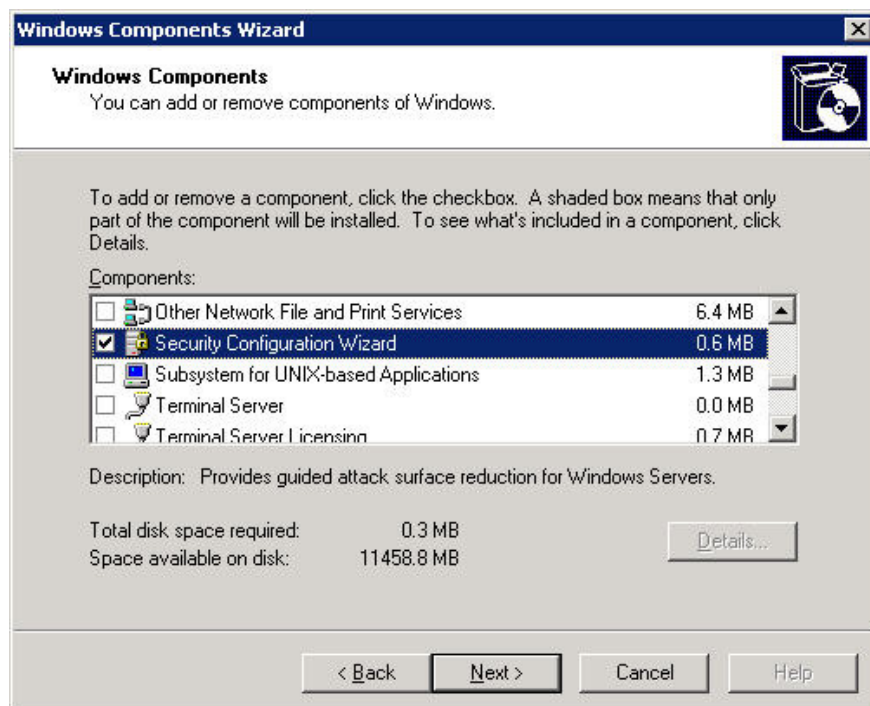 Windows Components Wizard
Windows Components
You can add or remove components of Windows.
To add or remove a component, click the checkbox. A shaded box means that only
part of the component will be installed. To see what's included in a component, click
Details.
Components:
Other Network File and Print Services 6.4 MB
Security Configuration Wizard 0.6 MB
Subsystem for UNIX-based Applications 1.3 MB
Terminal Server 0.0 MB
Terminal Server Licensing 0.7 MB
Description: Provides guided attack surface reduction for Windows Servers.
Total disk space required: 0.3 MB
Space available on disk: 11458.8 MB
Details...
< Back Next > Cancel Help